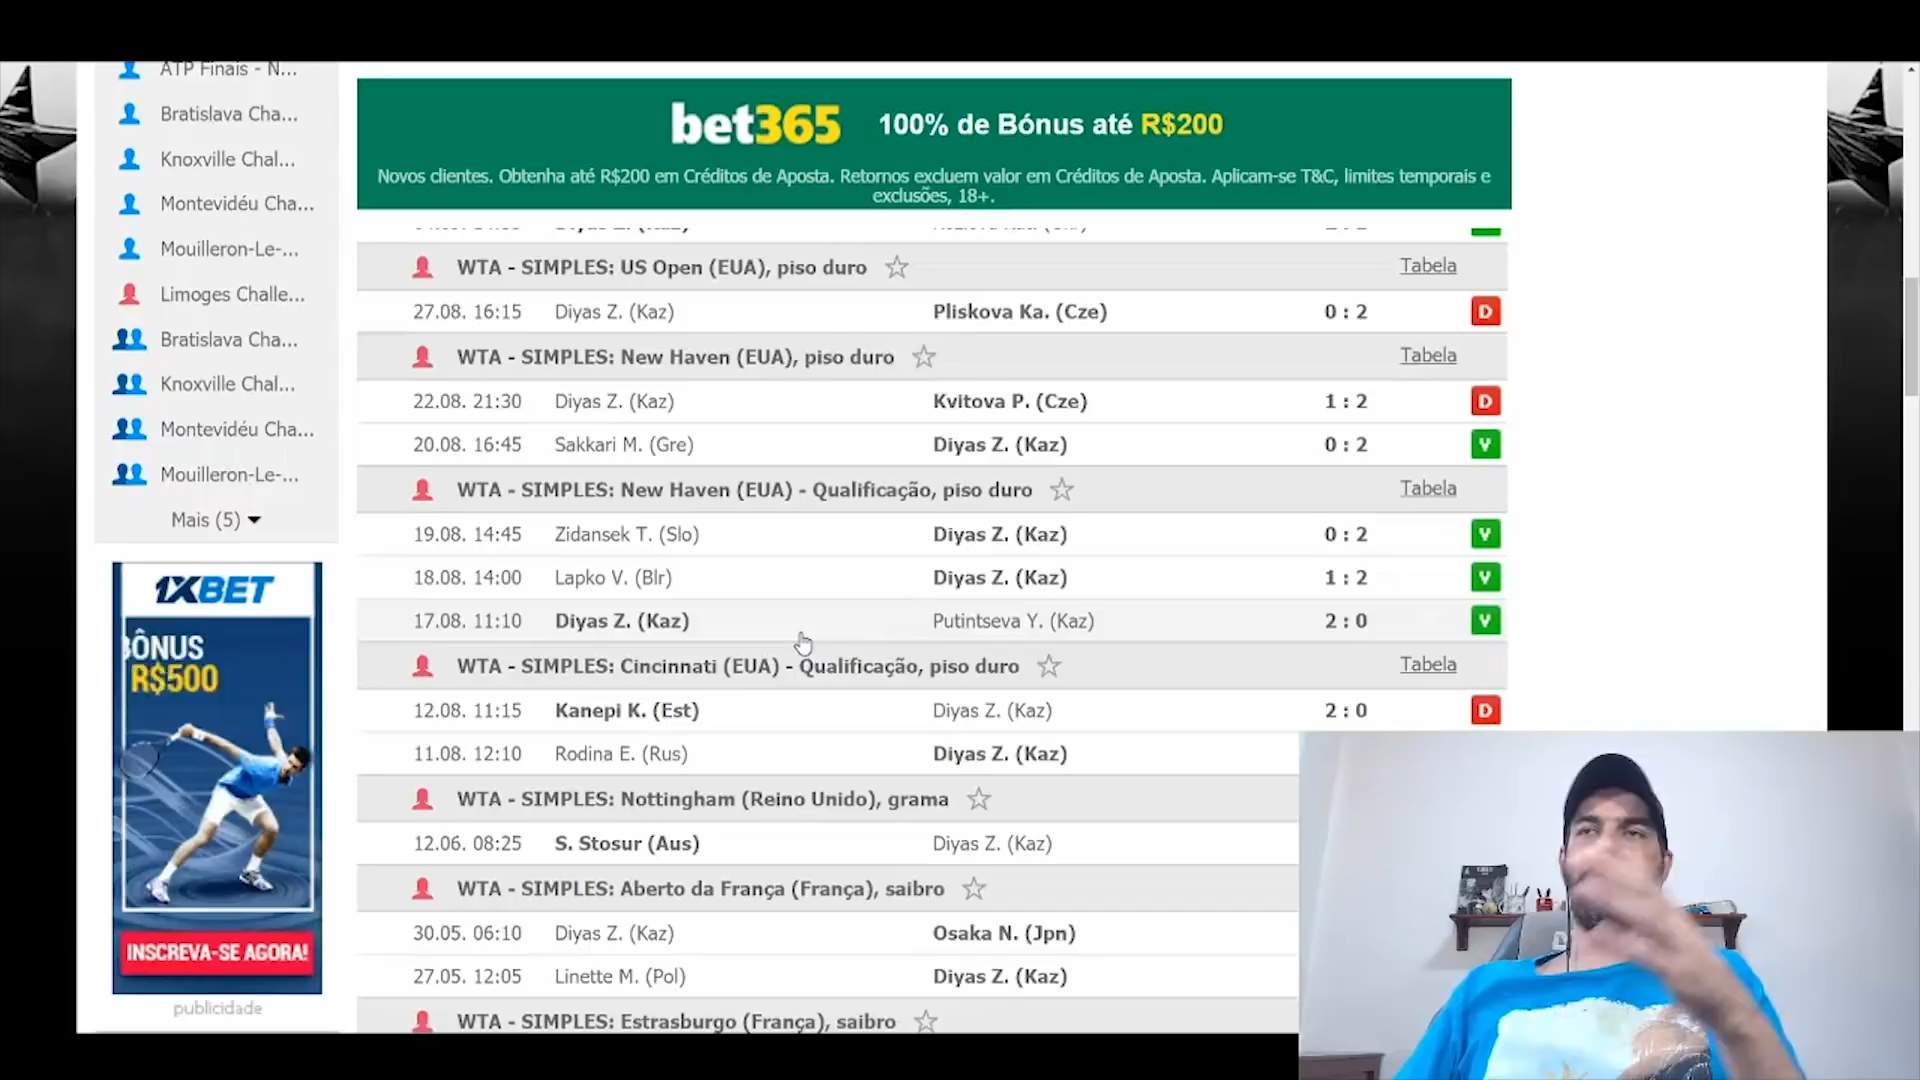 ATP Finais - N...
Bratislava Cha...
Knoxville Chal...
Montevidéu Cha...
Mouilleron-Le-...
Limoges Challe...
Bratislava Cha...
Knoxville Chal...
Montevidéu Cha...
Mouilleron-Le-...
Mais (5)
1XBET
BÔNUS
R$500
INSCREVA-SE AGORA!
publicidade
bet365 100% de Bónus até R$200
Novos clientes. Obtenha até R$200 em Créditos de Aposta. Retornos excluem valor em Créditos de Aposta. Aplicam-se T&C, limites temporais e
exclusões, 18+.
WTA - SIMPLES: US Open (EUA), piso duro Tabela
27.08. 16:15 Diyas Z. (Kaz) Pliskova Ka. (Cze) 0 : 2 D
WTA - SIMPLES: New Haven (EUA), piso duro Tabela
22.08. 21:30 Diyas Z. (Kaz) Kvitova P. (Cze) 1 : 2 D
20.08. 16:45 Sakkari M. (Gre) Diyas Z. (Kaz) 0 : 2 V
WTA - SIMPLES: New Haven (EUA) - Qualificação, piso duro Tabela
19.08. 14:45 Zidansek T. (Slo) Diyas Z. (Kaz) 0 : 2 V
18.08. 14:00 Lapko V. (Blr) Diyas Z. (Kaz) 1 : 2 V
17.08. 11:10 Diyas Z. (Kaz) Putintseva Y. (Kaz) 2 : 0 V
WTA - SIMPLES: Cincinnati (EUA) - Qualificação, piso duro Tabela
12.08. 11:15 Kanepi K. (Est) Diyas Z. (Kaz) 2 : 0 D
11.08. 12:10 Rodina E. (Rus) Diyas Z. (Kaz)
WTA - SIMPLES: Nottingham (Reino Unido), grama
12.06. 08:25 S. Stosur (Aus) Diyas Z. (Kaz)
WTA - SIMPLES: Aberto da França (França), saibro
30.05. 06:10 Diyas Z. (Kaz) Osaka N. (Jpn)
27.05. 12:05 Linette M. (Pol) Diyas Z. (Kaz)
WTA - SIMPLES: Estrasburgo (França), saibro